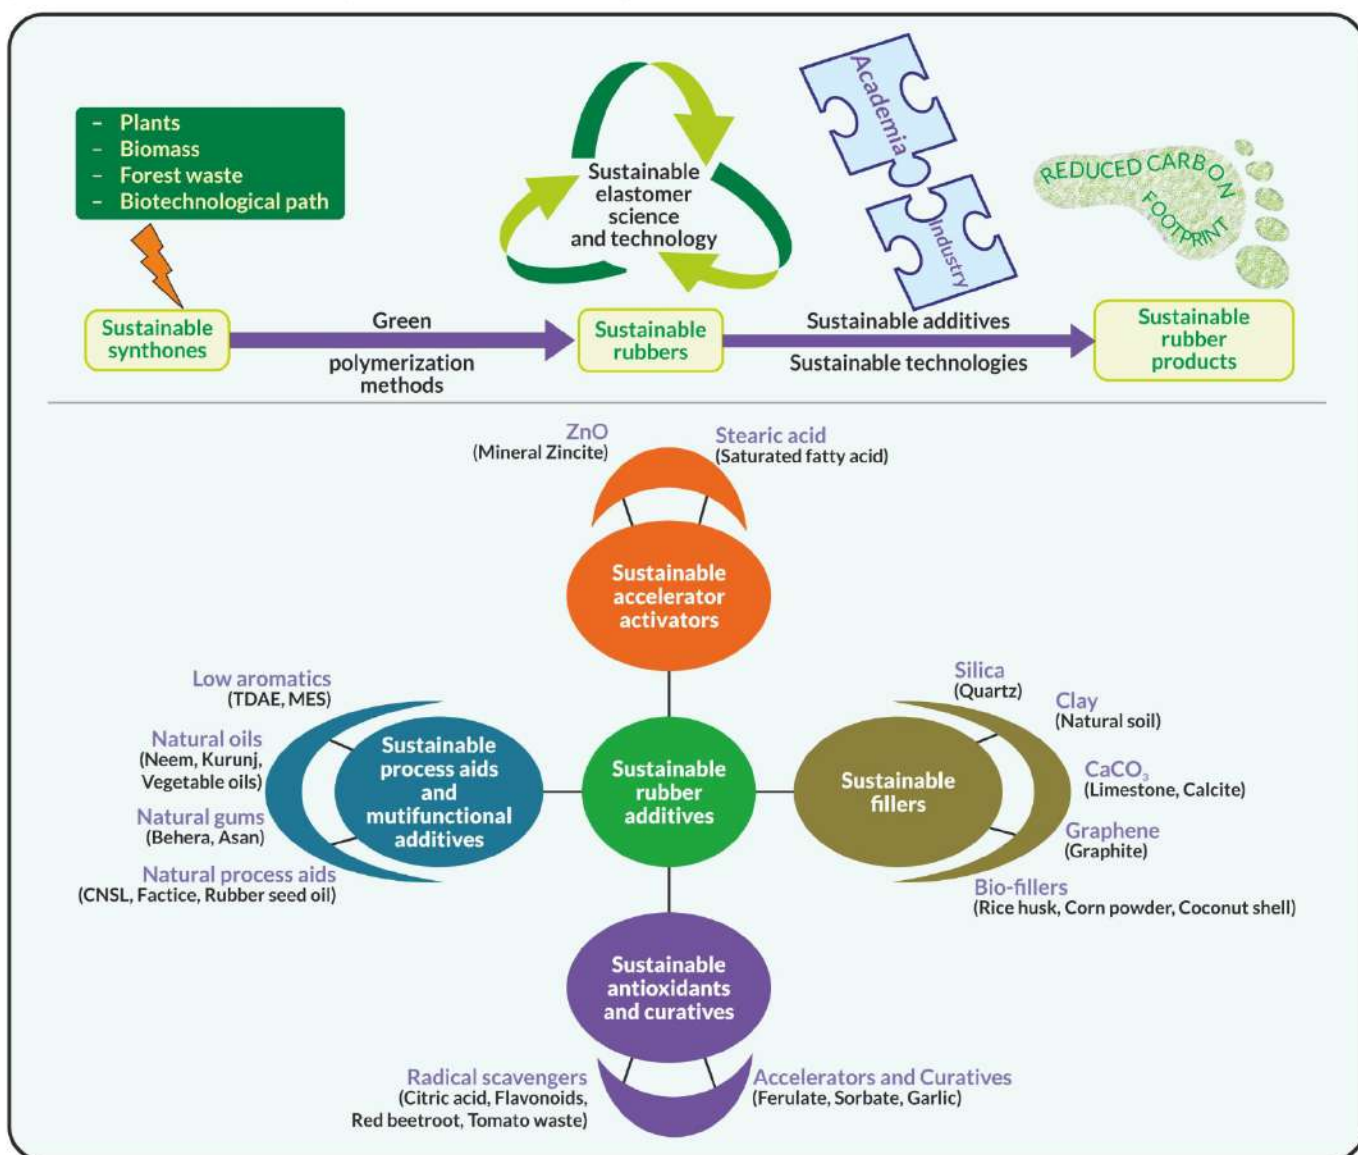 – Plants
– Biomass
– Forest waste
– Biotechnological path
Sustainable
elastomer
science
and technology
Academia
Industry
REDUCED CARBON
FOOTPRINT
Sustainable
synthones
Green
polymerization
methods
Sustainable
rubbers
Sustainable additives
Sustainable technologies
Sustainable
rubber
products
ZnO
(Mineral Zincite)
Stearic acid
(Saturated fatty acid)
Sustainable
accelerator
activators
Low aromatics
(TDAE, MES)
Natural oils
(Neem, Kurunj,
Vegetable oils)
Natural gums
(Behera, Asan)
Natural process aids
(CNSL, Factice, Rubber seed oil)
Sustainable
process aids
and
mutifunctional
additives
Sustainable
rubber
additives
Sustainable
fillers
Silica
(Quartz)
Clay
(Natural soil)
CaCO₃
(Limestone, Calcite)
Graphene
(Graphite)
Bio-fillers
(Rice husk, Corn powder, Coconut shell)
Sustainable
antioxidants
and curatives
Radical scavengers
(Citric acid, Flavonoids,
Red beetroot, Tomato waste)
Accelerators and Curatives
(Ferulate, Sorbate, Garlic)